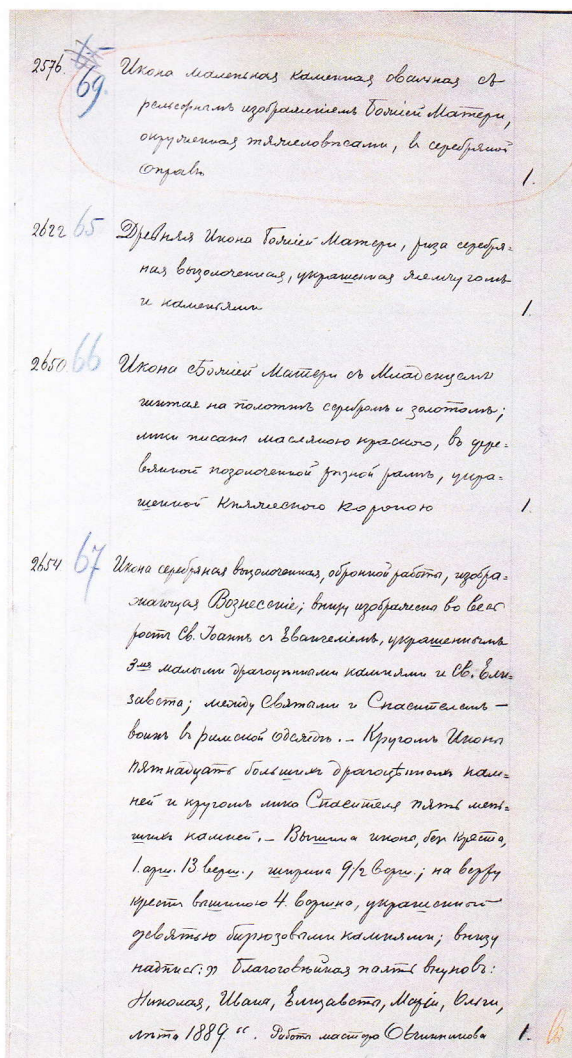 2576. 69. Икона маленькая каменная овальная съ
рельефнымъ изображеніемъ Божіей Матери,
окруженная тяжеловѣсами, въ серебряной
оправѣ 1.
2622 65 Древняя Икона Божіей Матери, риза серебря-
ная вызолоченная, украшенная жемчугомъ
и каменьями 1.
2650 66 Икона Божіей Матери съ Младенцемъ
шитая на полотнѣ серебромъ и золотомъ;
лики писаны масляною краскою, въ дере-
вянной позолоченной рѣзной рамѣ, укра-
шенной Княжескою короною 1.
2654 67 Икона серебряная вызолоченная, обронной работы, изобра-
жающая Вознесеніе; внизу изображены во весь
ростъ Св. Іоаннъ съ Евангеліемъ, украшеннымъ
3мя малыми драгоцѣнными камнями и Св. Ели-
завета; между Святыми и Спасителемъ –
воинъ въ римской одеждѣ. – Кругомъ Иконы
пятнадцать большихъ драгоцѣнныхъ кам-
ней и кругомъ лика Спасителя пять мень-
шихъ камней. – Вышина иконы, безъ Креста,
1. арш. 13 верш., ширина 9 1/2 верш.; на верху
крестъ вышиною 4. вершка, украшенный
девятью бирюзовыми камнями; внизу
надпись: „Благоговѣйная память внуковъ:
Николая, Ивана, Елизаветы, Маріи, Ольги,
лѣта 1889“. Работы мастера Овчинникова 1.